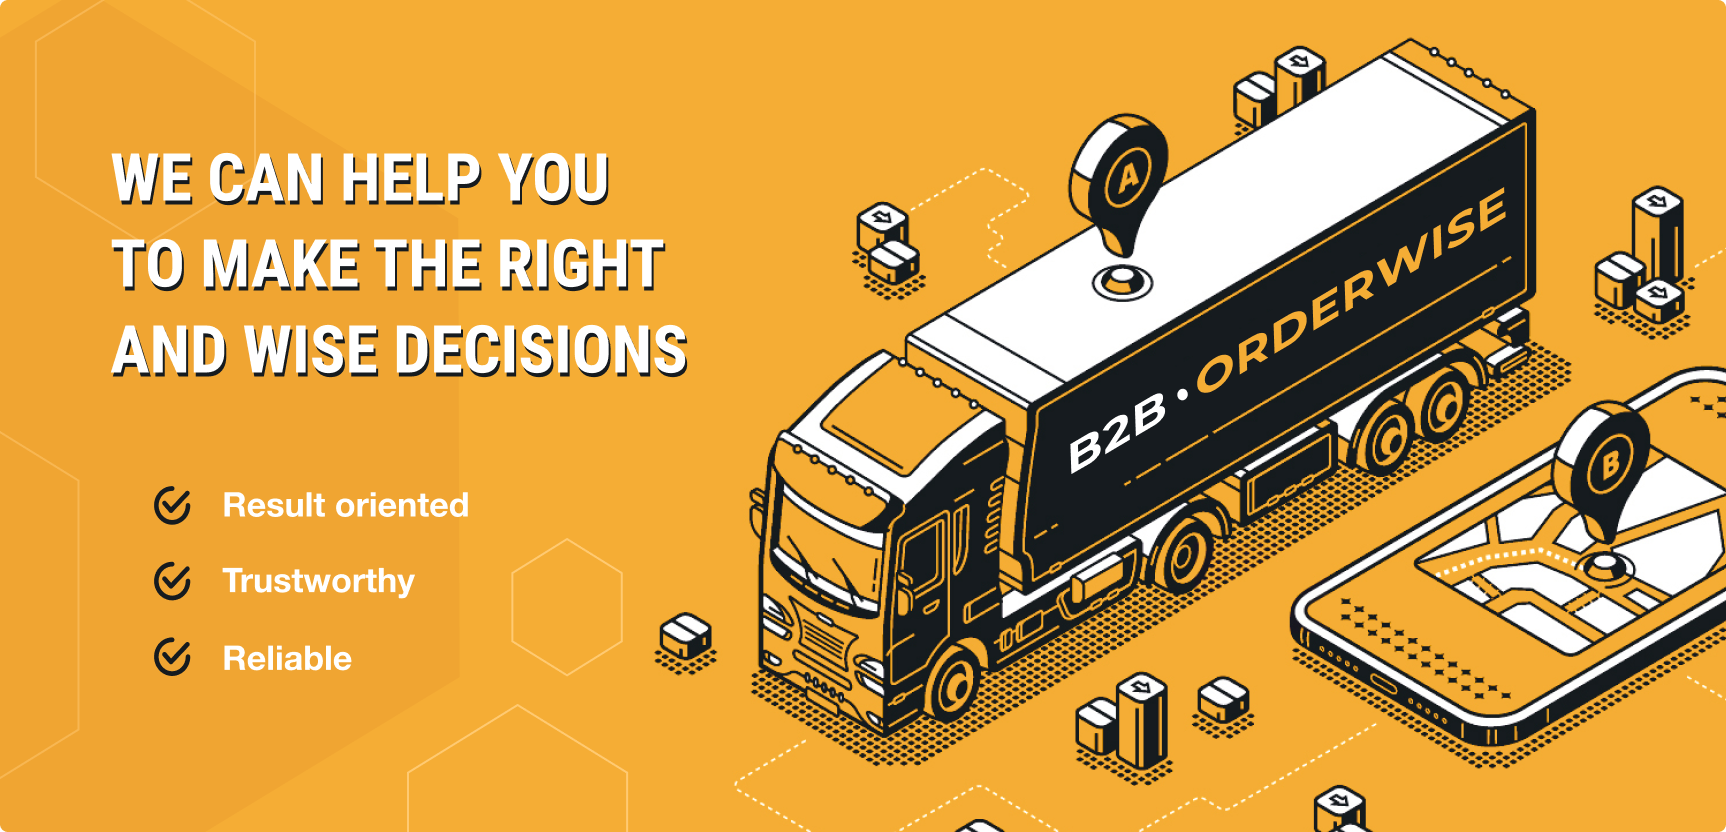 WE CAN HELP YOU
TO MAKE THE RIGHT
AND WISE DECISIONS
Result oriented
Trustworthy
Reliable
A
B2B · ORDERWISE
B